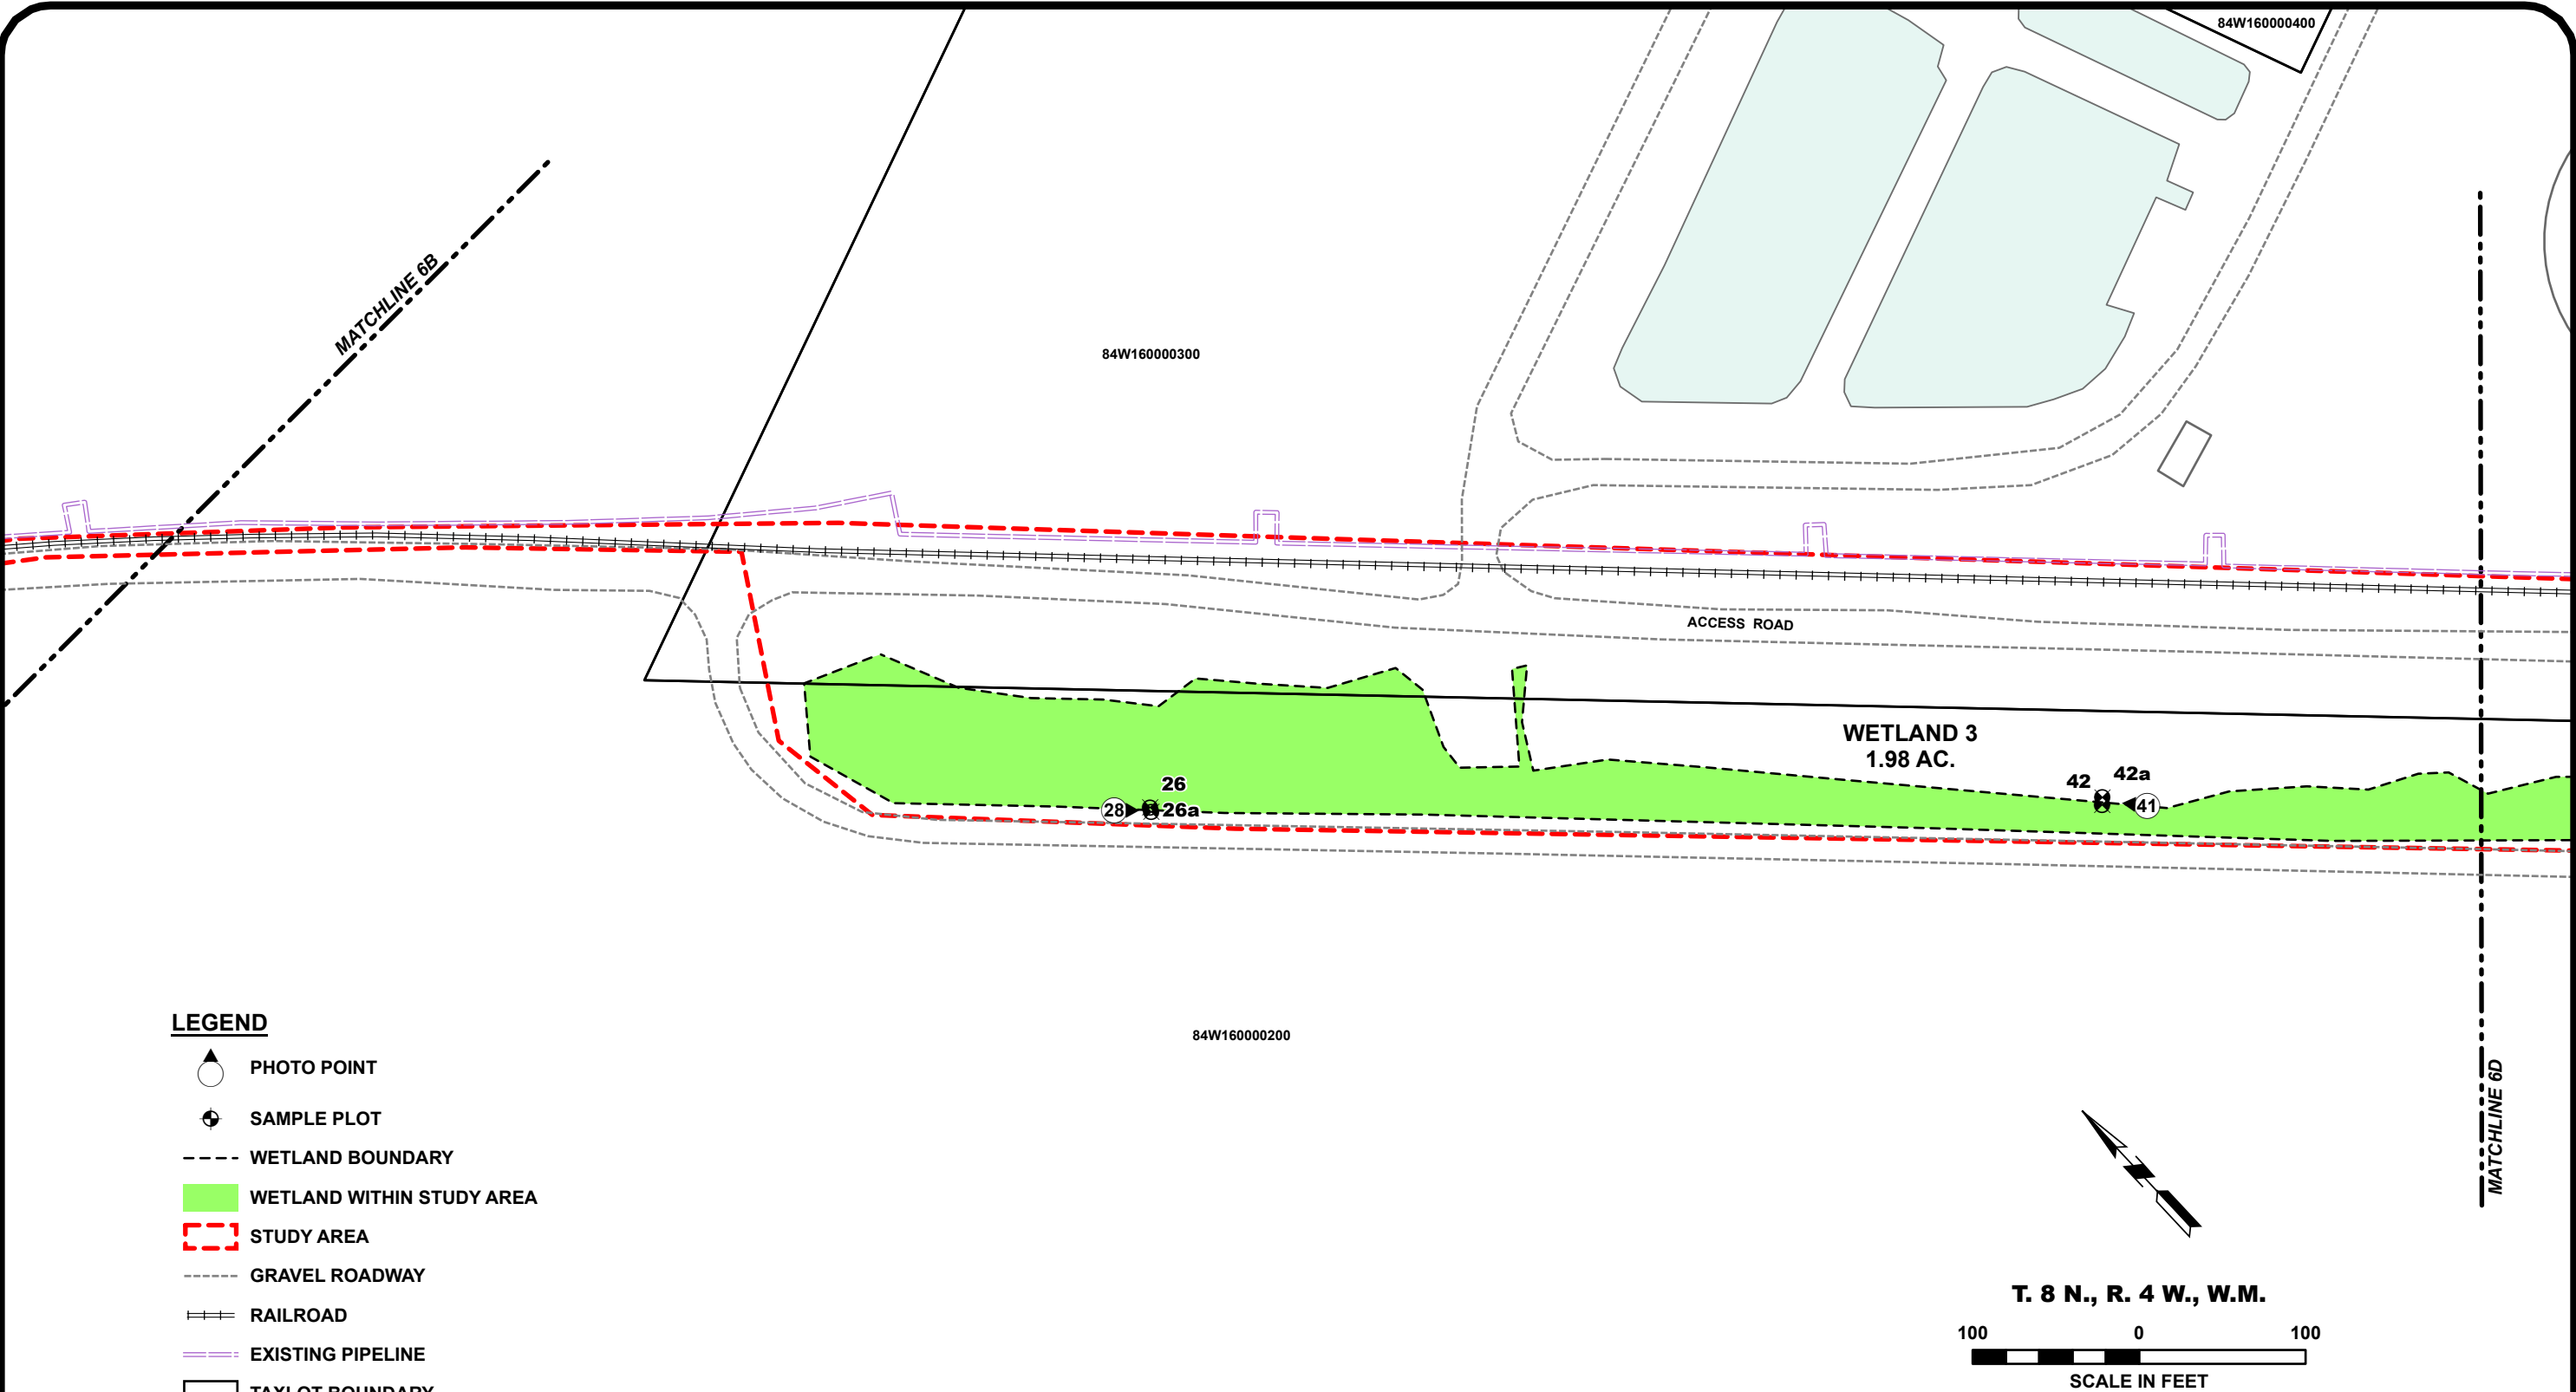 84W160000400
MATCHLINE 6B
84W160000300
ACCESS ROAD
WETLAND 3
1.98 AC.
26
28
26a
42
42a
41
84W160000200
LEGEND
PHOTO POINT
SAMPLE PLOT
WETLAND BOUNDARY
WETLAND WITHIN STUDY AREA
STUDY AREA
GRAVEL ROADWAY
RAILROAD
EXISTING PIPELINE
TAXLOT BOUNDARY
MATCHLINE 6D
T. 8 N., R. 4 W., W.M.
100 0 100
SCALE IN FEET